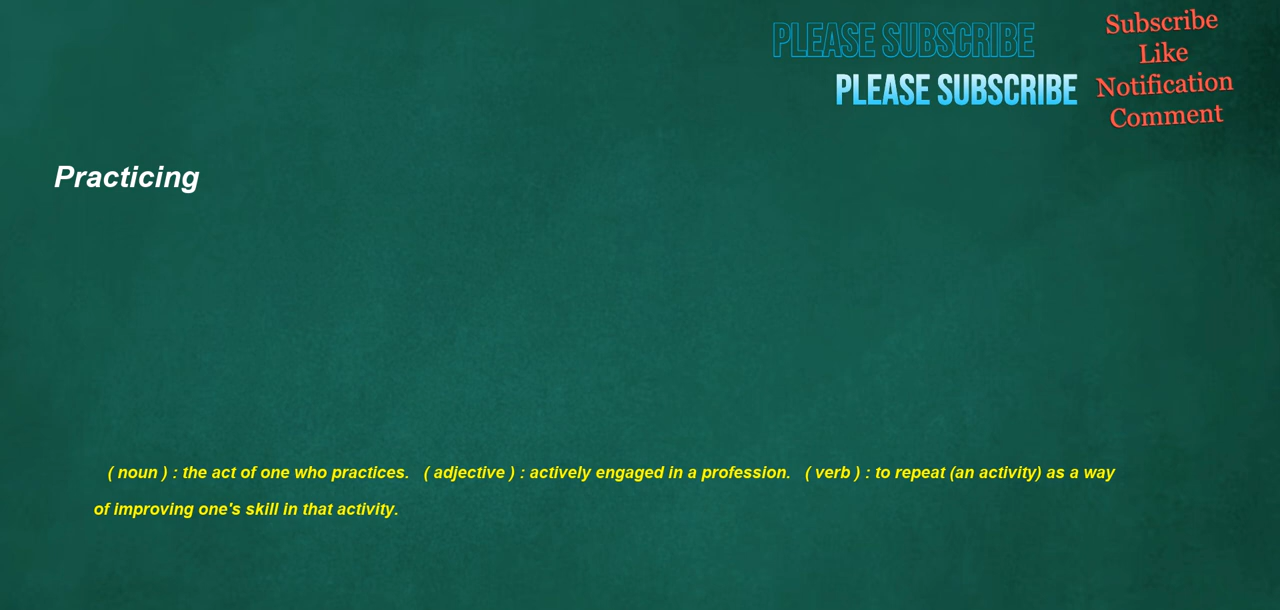 PLEASE SUBSCRIBE
PLEASE SUBSCRIBE
Subscribe
Like
Notification
Comment
Practicing
( noun ) : the act of one who practices. ( adjective ) : actively engaged in a profession. ( verb ) : to repeat (an activity) as a way
of improving one's skill in that activity.